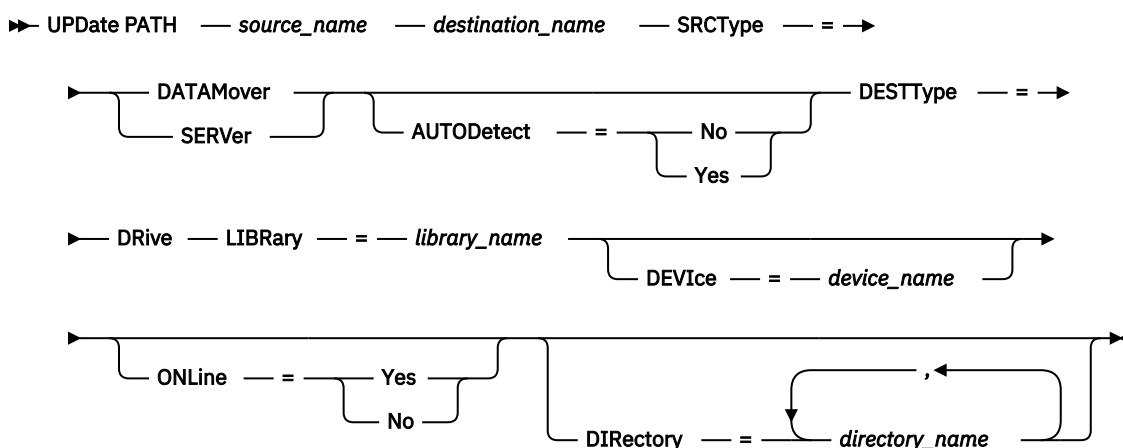 UPDate PATH source_name destination_name SRCType =
DATAMover DESTType =
SERVer AUTODetect = No
Yes
DRive LIBRary = library_name
DEVIce = device_name
ONLine = Yes ,
No
DIRectory = directory_name